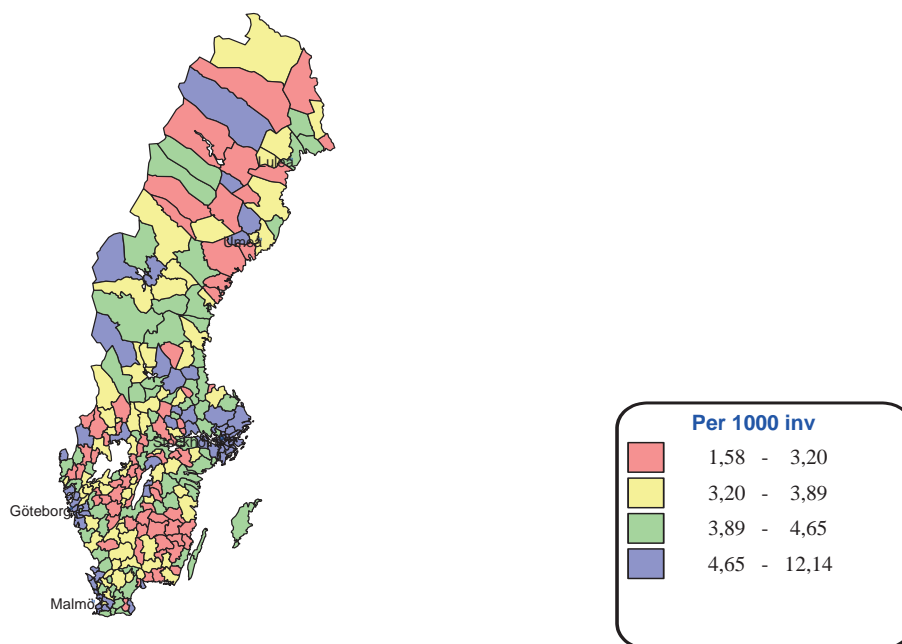 Luleå
Umeå
Stockholm
Göteborg
Malmö
Per 1000 inv
1,58 - 3,20
3,20 - 3,89
3,89 - 4,65
4,65 - 12,14